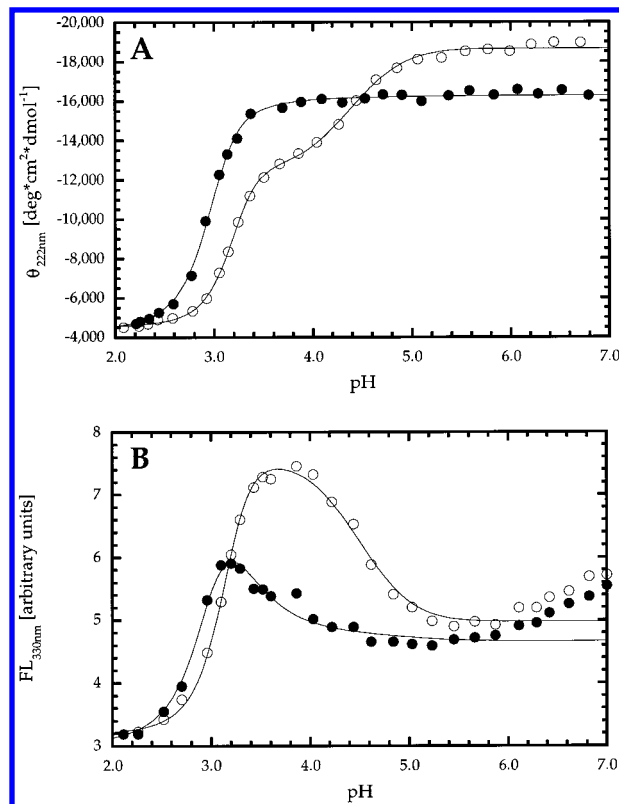 A
-20,000
-18,000
-16,000
-14,000
-12,000
-10,000
-8,000
-6,000
-4,000
θ222nm [deg*cm²*dmol⁻¹]
2.0 3.0 4.0 5.0 6.0 7.0
pH
B
8
7
6
5
4
3
FL330nm [arbitrary units]
2.0 3.0 4.0 5.0 6.0 7.0
pH